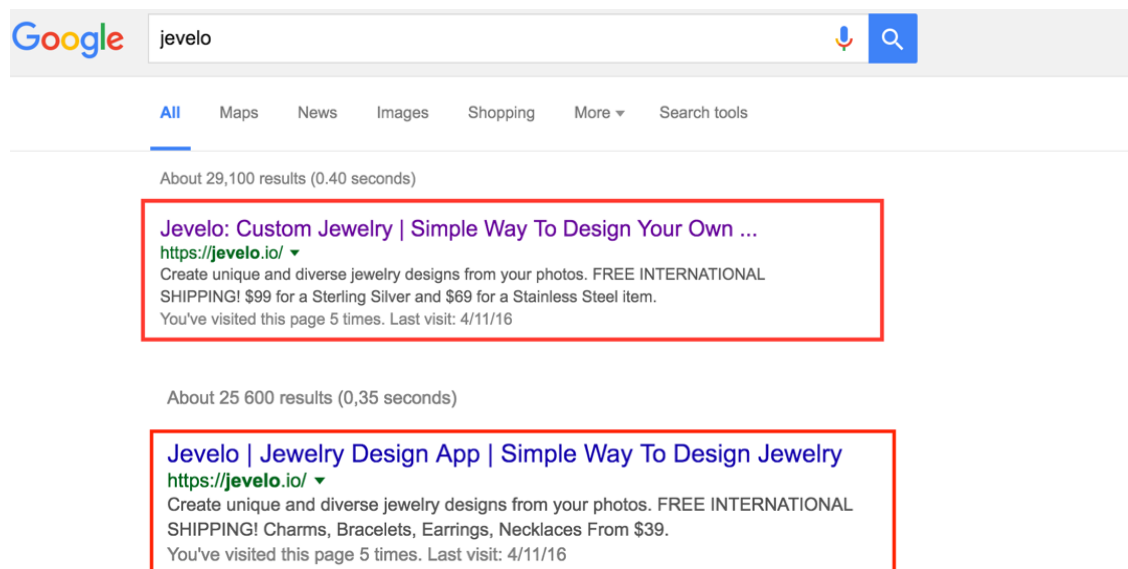 Google jevelo
All Maps News Images Shopping More Search tools
About 29,100 results (0.40 seconds)
Jevelo: Custom Jewelry | Simple Way To Design Your Own ...
https://jevelo.io/
Create unique and diverse jewelry designs from your photos. FREE INTERNATIONAL
SHIPPING! $99 for a Sterling Silver and $69 for a Stainless Steel item.
You've visited this page 5 times. Last visit: 4/11/16
About 25 600 results (0,35 seconds)
Jevelo | Jewelry Design App | Simple Way To Design Jewelry
https://jevelo.io/
Create unique and diverse jewelry designs from your photos. FREE INTERNATIONAL
SHIPPING! Charms, Bracelets, Earrings, Necklaces From $39.
You've visited this page 5 times. Last visit: 4/11/16